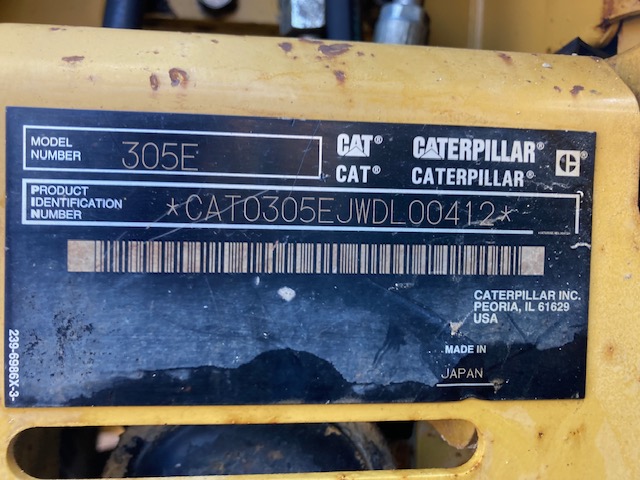 MODEL NUMBER 305E
CAT® CATERPILLAR®
CAT® CATERPILLAR®
PRODUCT IDENTIFICATION NUMBER *CAT0305EJWDL00412*
CATERPILLAR INC.
PEORIA, IL 61629
USA
MADE IN
JAPAN
239-6986X-3-